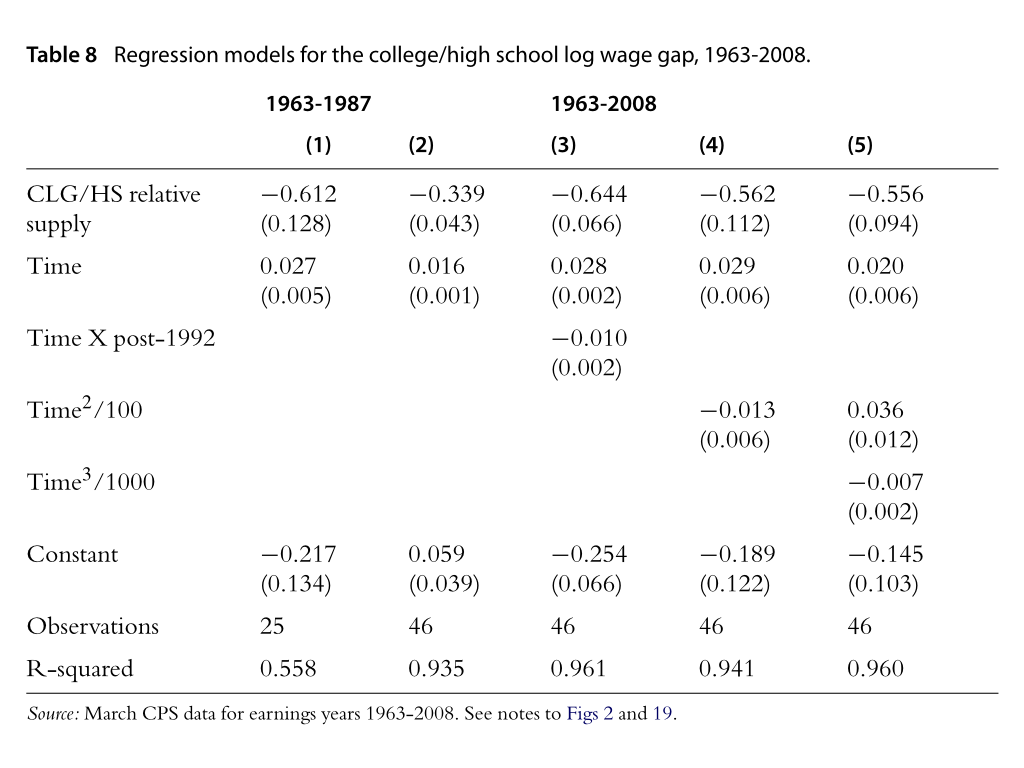 Table 8 Regression models for the college/high school log wage gap, 1963-2008.
1963-1987 1963-2008
(1) (2) (3) (4) (5)
CLG/HS relative −0.612 −0.339 −0.644 −0.562 −0.556
supply (0.128) (0.043) (0.066) (0.112) (0.094)
Time 0.027 0.016 0.028 0.029 0.020
(0.005) (0.001) (0.002) (0.006) (0.006)
Time X post-1992 −0.010
(0.002)
Time²/100 −0.013 0.036
(0.006) (0.012)
Time³/1000 −0.007
(0.002)
Constant −0.217 0.059 −0.254 −0.189 −0.145
(0.134) (0.039) (0.066) (0.122) (0.103)
Observations 25 46 46 46 46
R-squared 0.558 0.935 0.961 0.941 0.960
Source: March CPS data for earnings years 1963-2008. See notes to Figs 2 and 19.